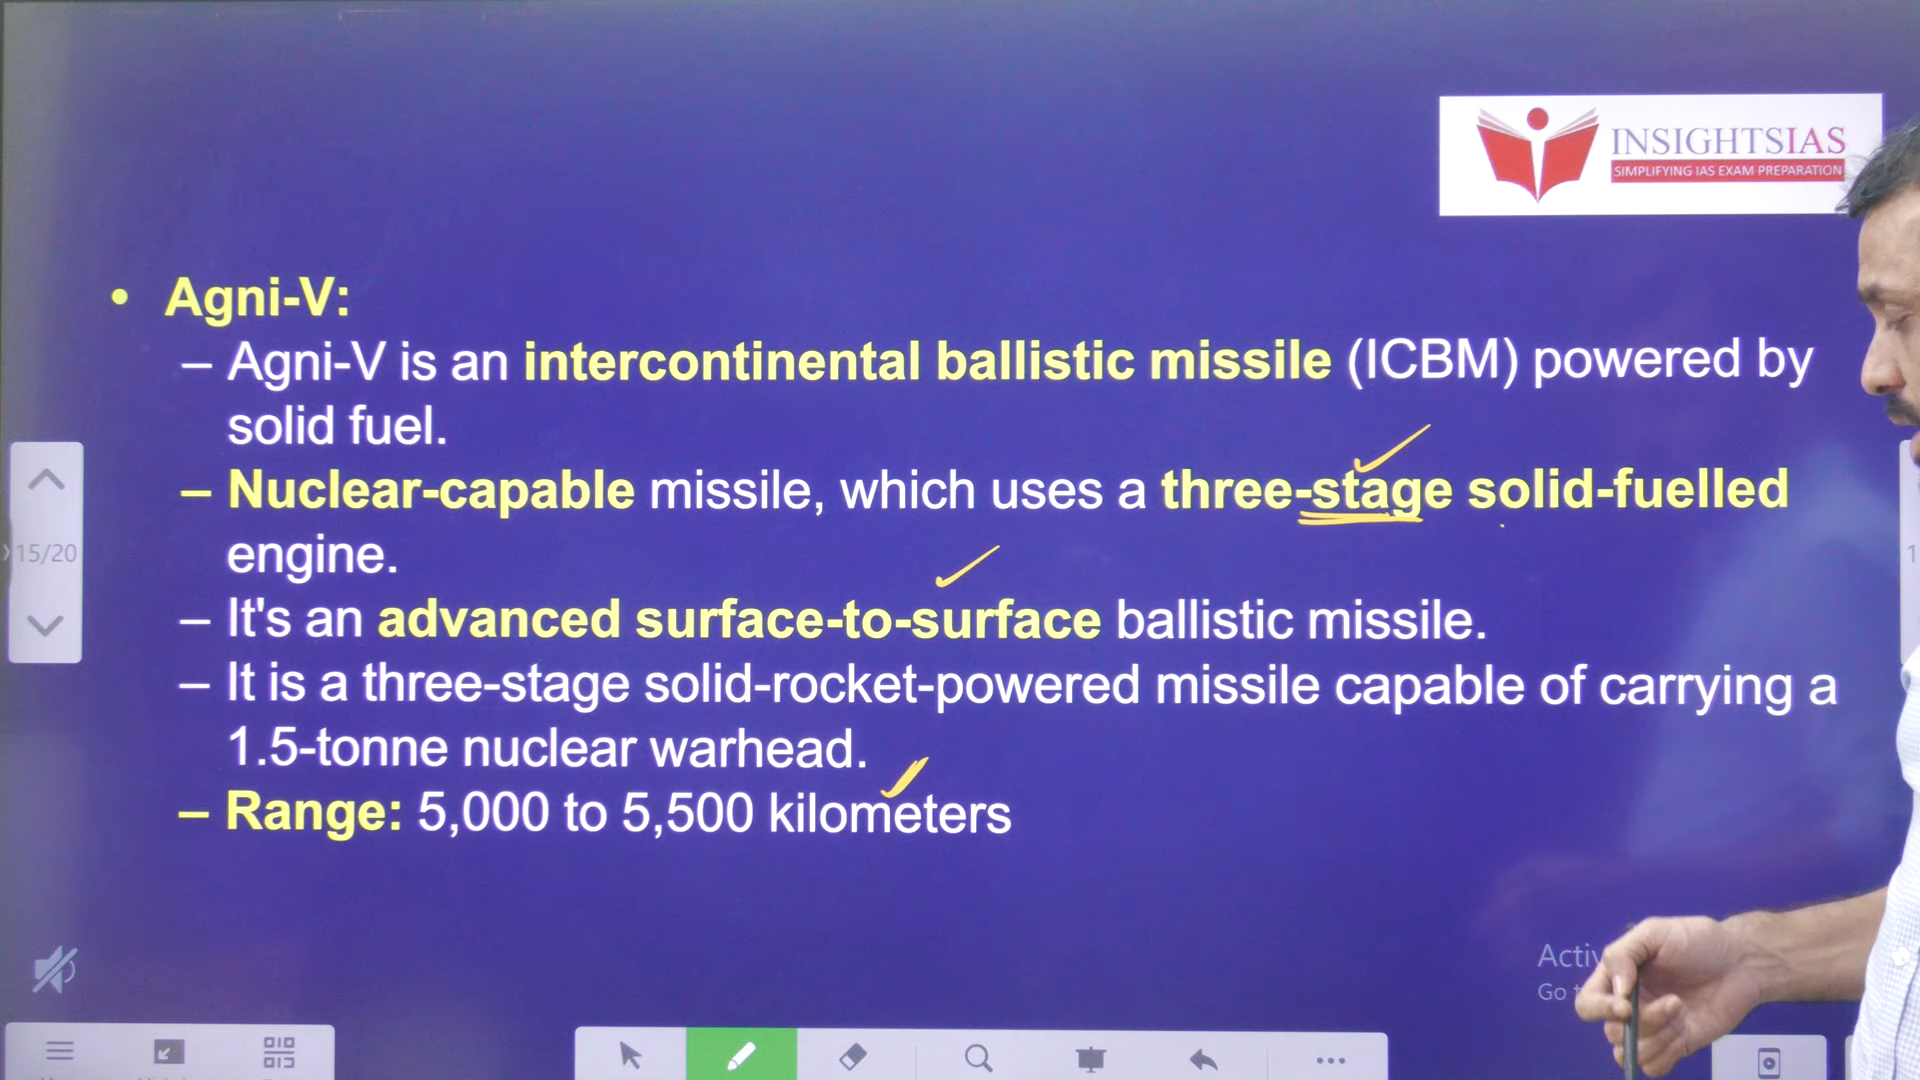 INSIGHTSIAS
SIMPLIFYING IAS EXAM PREPARATION
• Agni-V:
– Agni-V is an intercontinental ballistic missile (ICBM) powered by
solid fuel.
– Nuclear-capable missile, which uses a three-stage solid-fuelled
engine.
– It's an advanced surface-to-surface ballistic missile.
– It is a three-stage solid-rocket-powered missile capable of carrying a
1.5-tonne nuclear warhead.
– Range: 5,000 to 5,500 kilometers
15/20